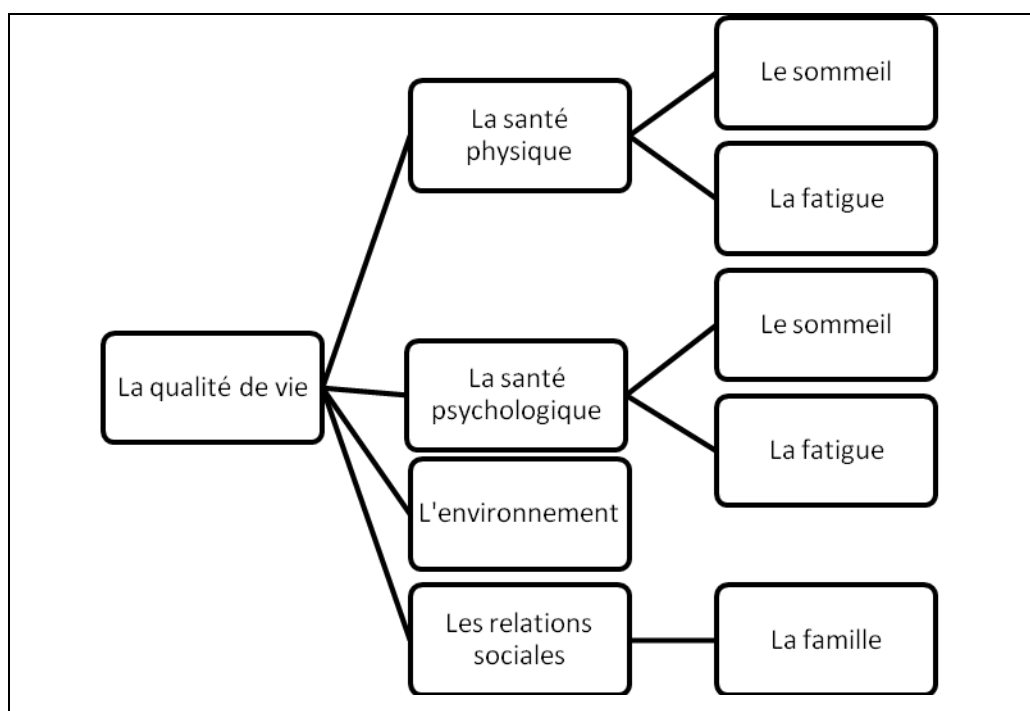 La qualité de vie
La santé
physique
Le sommeil
La fatigue
La santé
psychologique
Le sommeil
La fatigue
L'environnement
Les relations
sociales
La famille